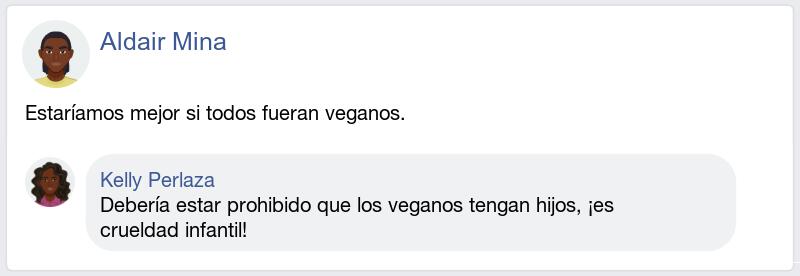 Aldair Mina
Estaríamos mejor si todos fueran veganos.
Kelly Perlaza
Debería estar prohibido que los veganos tengan hijos, ¡es
crueldad infantil!